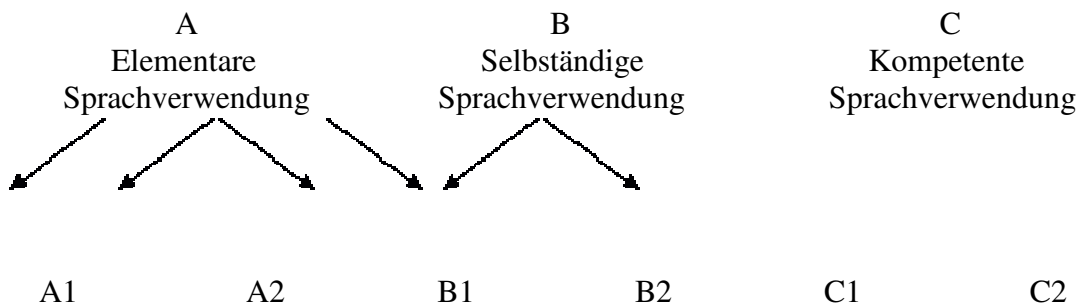 A B C
Elementare Selbständige Kompetente
Sprachverwendung Sprachverwendung Sprachverwendung
A1 A2 B1 B2 C1 C2